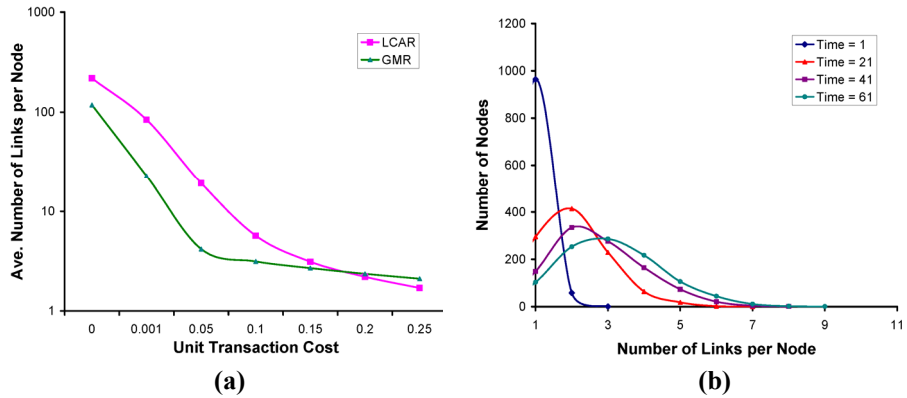 1000
100
10
1
Ave. Number of Links per Node
LCAR
GMR
0 0.001 0.05 0.1 0.15 0.2 0.25
Unit Transaction Cost
(a)
1200
1000
800
600
400
200
0
Number of Nodes
Time = 1
Time = 21
Time = 41
Time = 61
1 3 5 7 9 11
Number of Links per Node
(b)